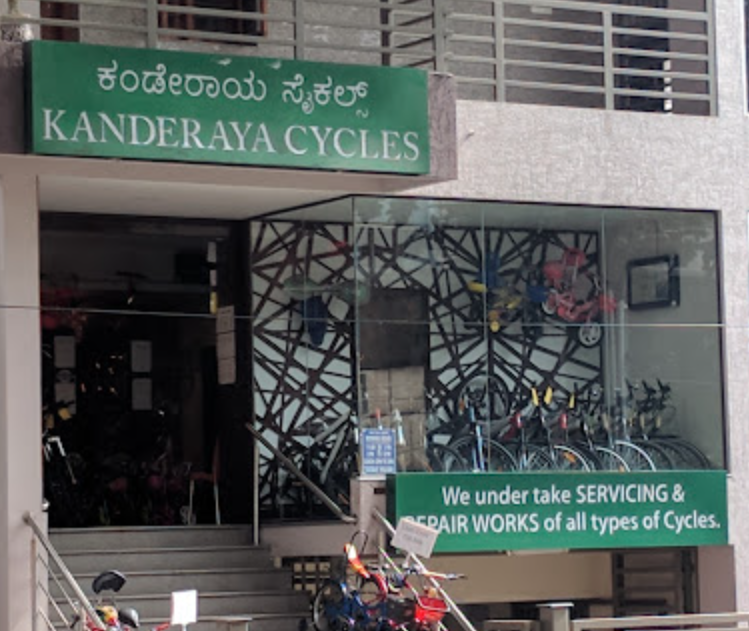 ಕಂಡೇರಾಯ ಸೈಕಲ್ಸ್
KANDERAYA CYCLES
We under take SERVICING &
REPAIR WORKS of all types of Cycles.